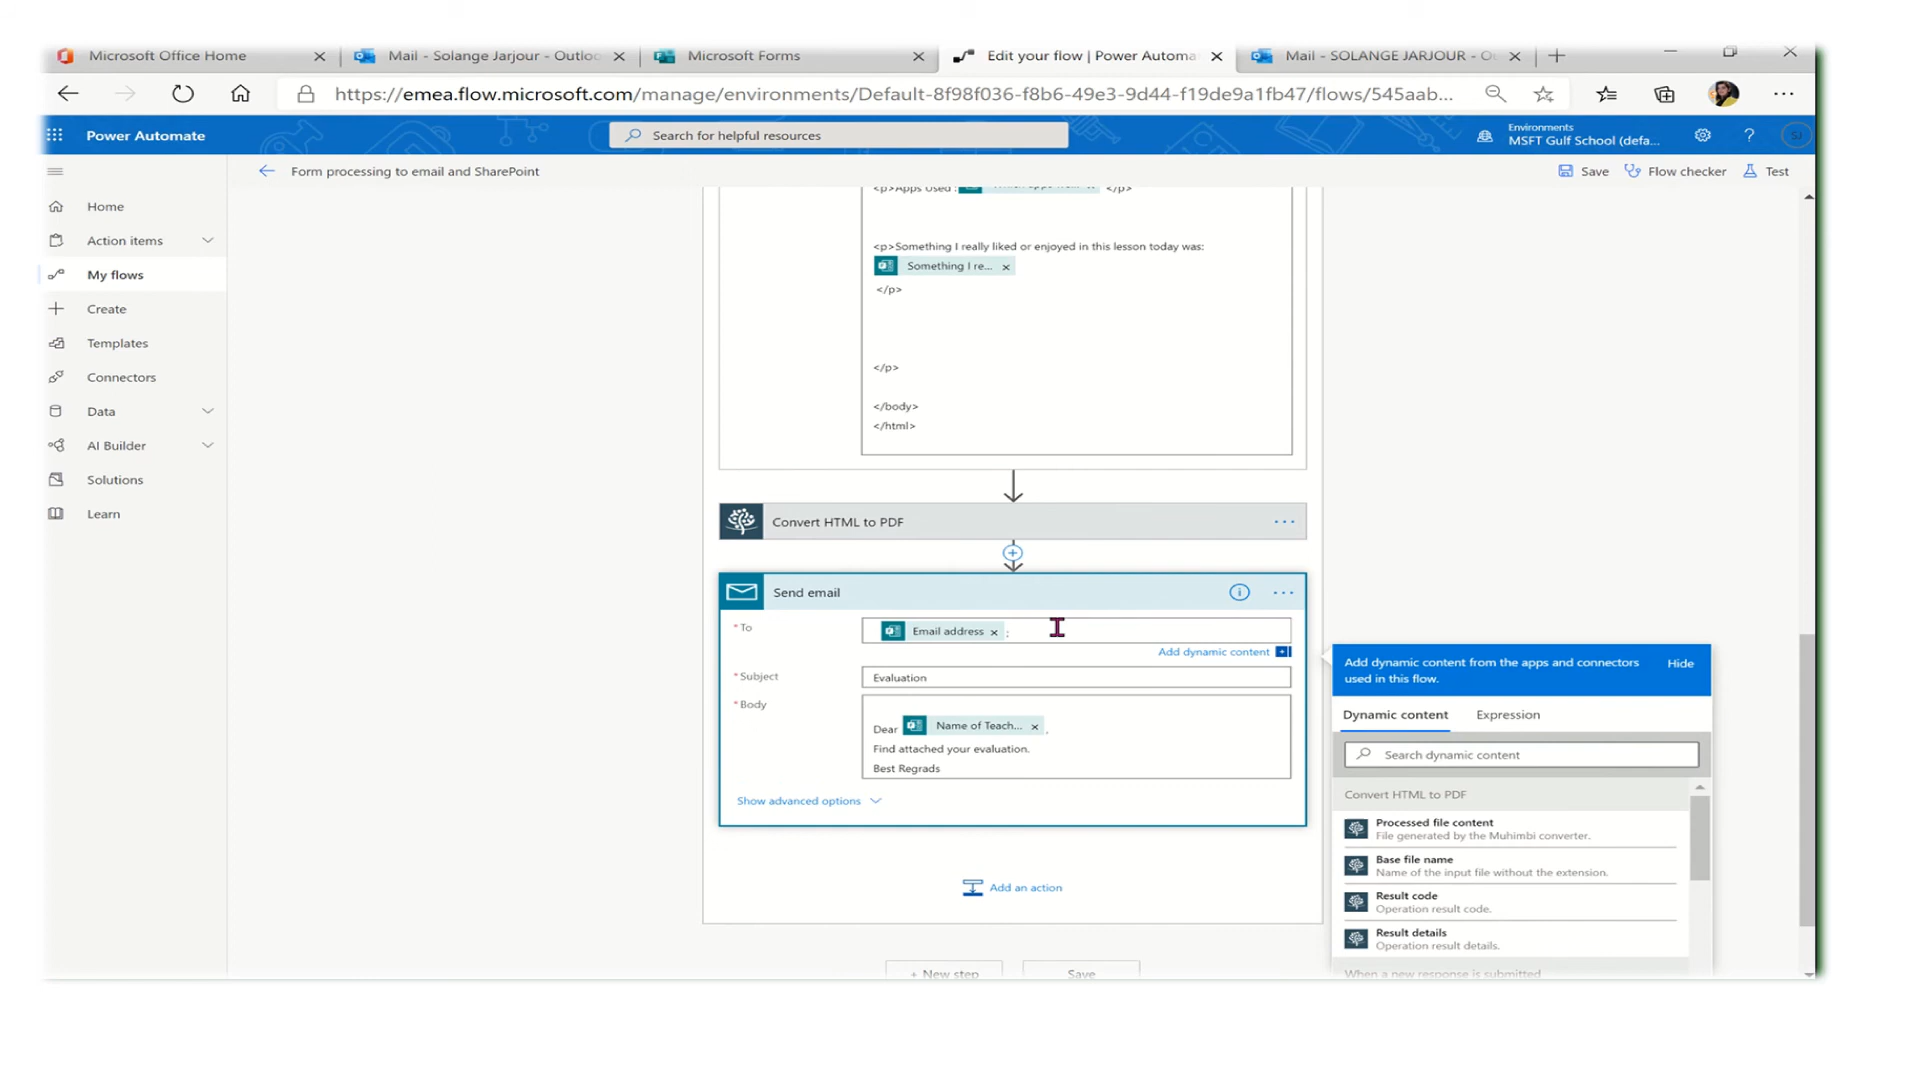 Microsoft Office Home
Mail - Solange Jarjour - Outloo
Microsoft Forms
Edit your flow | Power Automa
Mail - SOLANGE JARJOUR - O
https://emea.flow.microsoft.com/manage/environments/Default-8f98f036-f8b6-49e3-9d44-f19de9a1fb47/flows/545aab...
Power Automate
Search for helpful resources
Environments
MSFT Gulf School (defa...
SJ
Form processing to email and SharePoint
Save
Flow checker
Test
Home
Action items
My flows
Create
Templates
Connectors
Data
AI Builder
Solutions
Learn
<p>Apps Used : </p>
<p>Something I really liked or enjoyed in this lesson today was:
Something I re... x
</p>
</p>
</body>
</html>
Convert HTML to PDF
Send email
* To
Email address x ;
Add dynamic content
* Subject
Evaluation
* Body
Dear Name of Teach... x ,
Find attached your evaluation.
Best Regrads
Show advanced options
Add an action
+ New step
Save
Add dynamic content from the apps and connectors
used in this flow.
Hide
Dynamic content
Expression
Search dynamic content
Convert HTML to PDF
Processed file content
File generated by the Muhimbi converter.
Base file name
Name of the input file without the extension.
Result code
Operation result code.
Result details
Operation result details.
When a new response is submitted